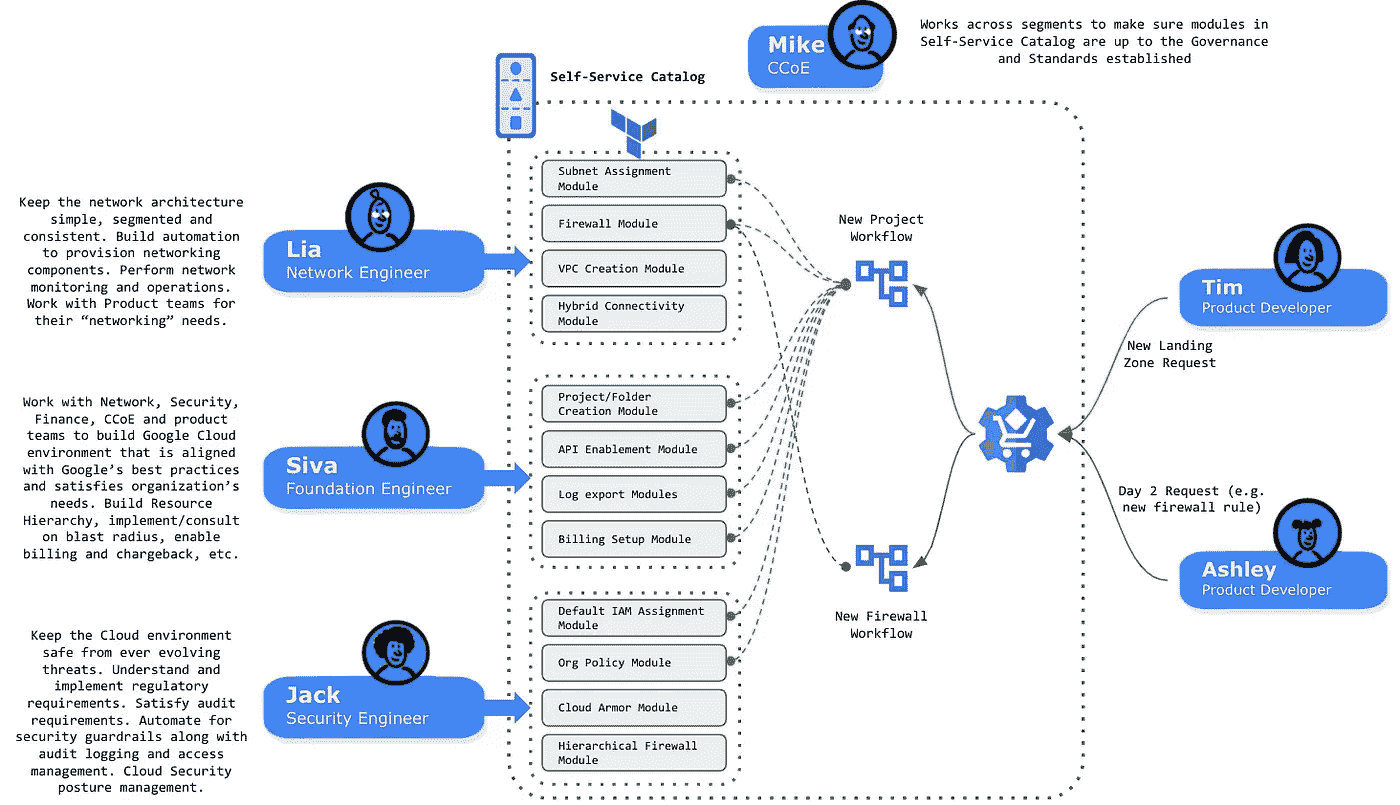 Mike
CCoE
Works across segments to make sure modules in
Self-Service Catalog are up to the Governance
and Standards established
Self-Service Catalog
Keep the network architecture
simple, segmented and
consistent. Build automation
to provision networking
components. Perform network
monitoring and operations.
Work with Product teams for
their “networking” needs.
Lia
Network Engineer
Subnet Assignment
Module
Firewall Module
VPC Creation Module
Hybrid Connectivity
Module
New Project
Workflow
Tim
Product Developer
New Landing
Zone Request
Work with Network, Security,
Finance, CCoE and product
teams to build Google Cloud
environment that is aligned
with Google’s best practices
and satisfies organization’s
needs. Build Resource
Hierarchy, implement/consult
on blast radius, enable
billing and chargeback, etc.
Siva
Foundation Engineer
Project/Folder
Creation Module
API Enablement Module
Log export Modules
Billing Setup Module
Day 2 Request (e.g.
new firewall rule)
Ashley
Product Developer
New Firewall
Workflow
Keep the Cloud environment
safe from ever evolving
threats. Understand and
implement regulatory
requirements. Satisfy audit
requirements. Automate for
security guardrails along with
audit logging and access
management. Cloud Security
posture management.
Jack
Security Engineer
Default IAM Assignment
Module
Org Policy Module
Cloud Armor Module
Hierarchical Firewall
Module